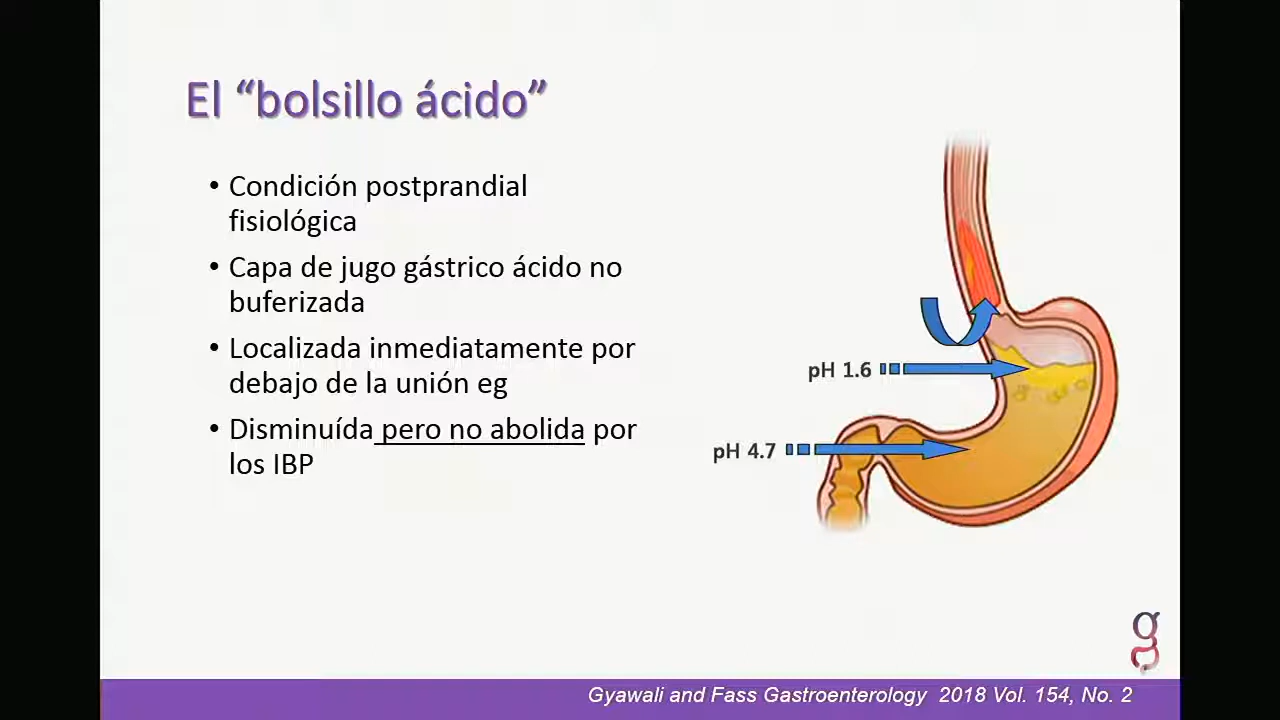 El “bolsillo ácido”
• Condición postprandial
fisiológica
• Capa de jugo gástrico ácido no
buferizada
• Localizada inmediatamente por
debajo de la unión eg
• Disminuída pero no abolida por
los IBP
pH 1.6
pH 4.7
Gyawali and Fass Gastroenterology 2018 Vol. 154, No. 2